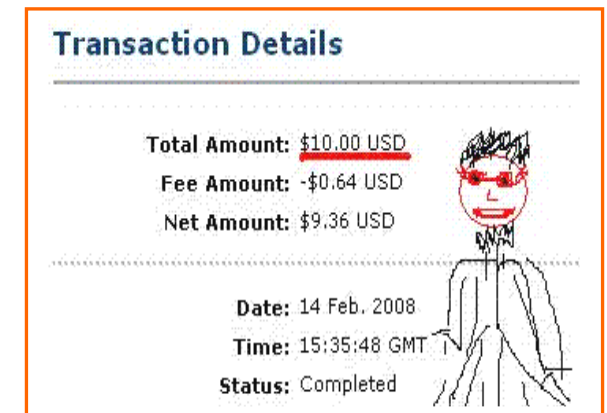 Transaction Details
Total Amount: $10.00 USD
Fee Amount: -$0.64 USD
Net Amount: $9.36 USD
Date: 14 Feb. 2008
Time: 15:35:48 GMT
Status: Completed